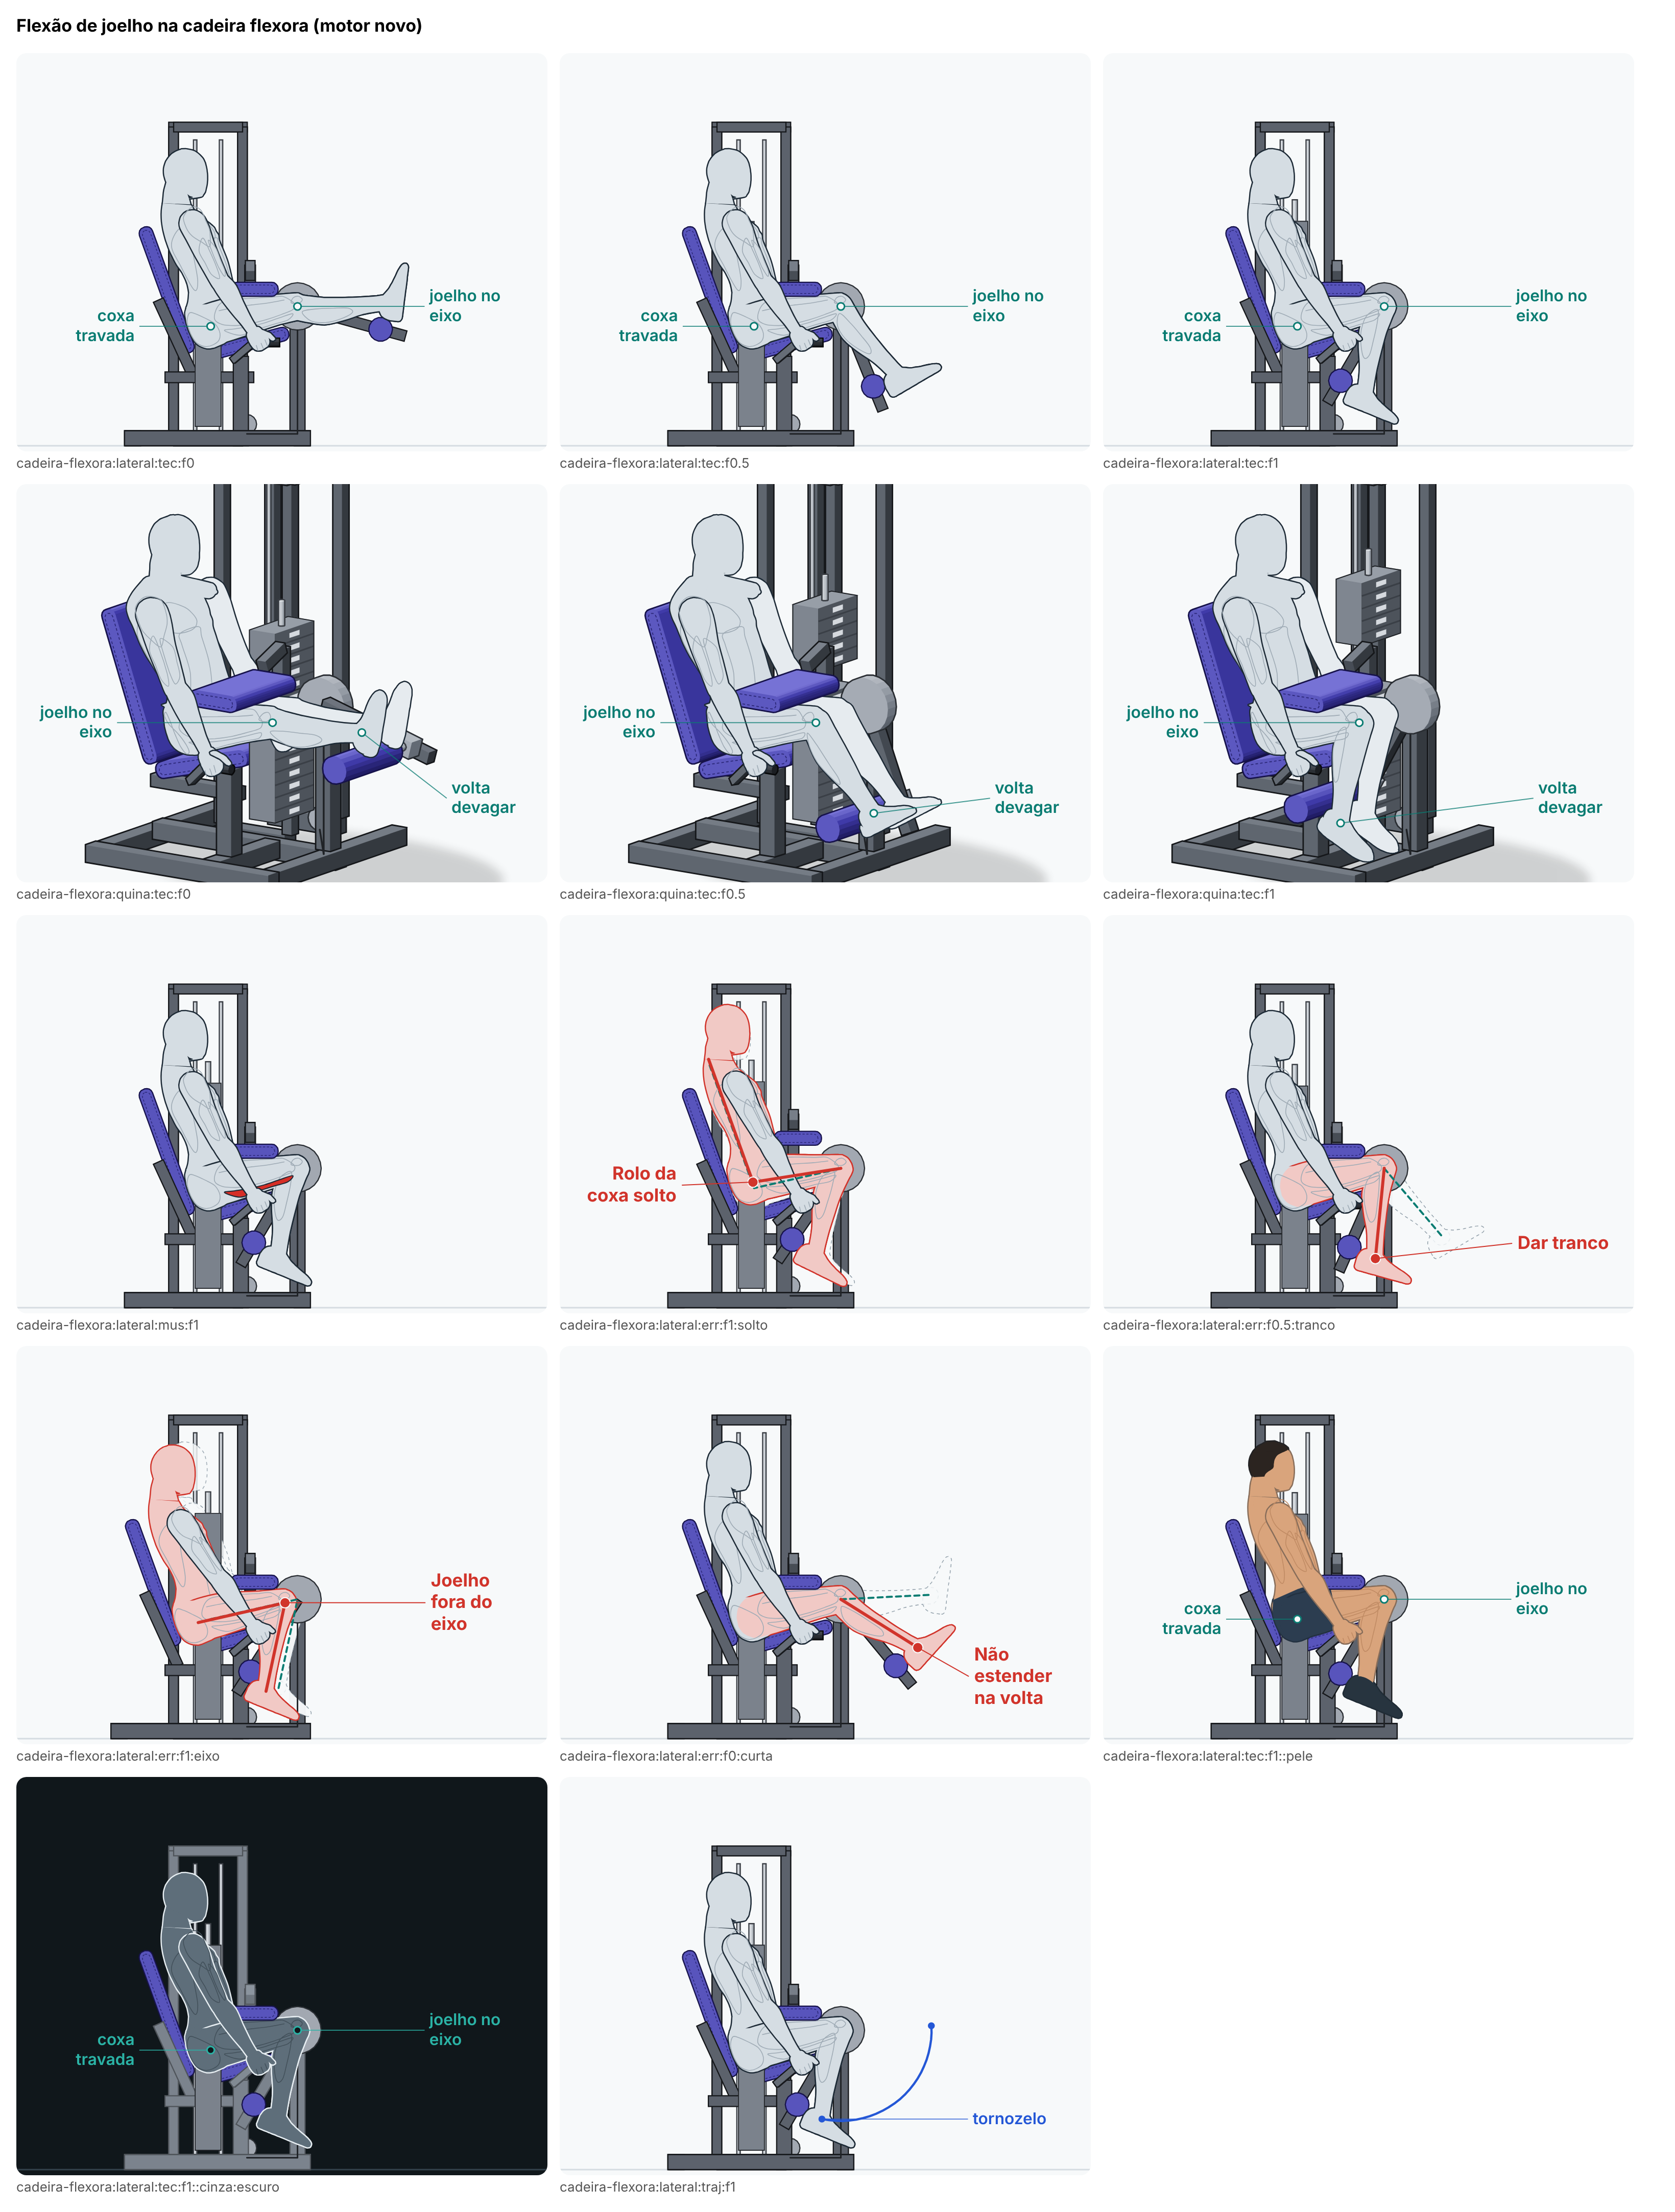 Flexão de joelho na cadeira flexora (motor novo)
coxa
travada
joelho no
eixo
cadeira-flexora:lateral:tec:f0
coxa
travada
joelho no
eixo
cadeira-flexora:lateral:tec:f0.5
coxa
travada
joelho no
eixo
cadeira-flexora:lateral:tec:f1
joelho no
eixo
volta
devagar
cadeira-flexora:quina:tec:f0
joelho no
eixo
volta
devagar
cadeira-flexora:quina:tec:f0.5
joelho no
eixo
volta
devagar
cadeira-flexora:quina:tec:f1
cadeira-flexora:lateral:mus:f1
Rolo da
coxa solto
cadeira-flexora:lateral:err:f1:solto
Dar tranco
cadeira-flexora:lateral:err:f0.5:tranco
Joelho
fora do
eixo
cadeira-flexora:lateral:err:f1:eixo
Não
estender
na volta
cadeira-flexora:lateral:err:f0:curta
coxa
travada
joelho no
eixo
cadeira-flexora:lateral:tec:f1::pele
coxa
travada
joelho no
eixo
cadeira-flexora:lateral:tec:f1::cinza:escuro
tornozelo
cadeira-flexora:lateral:traj:f1